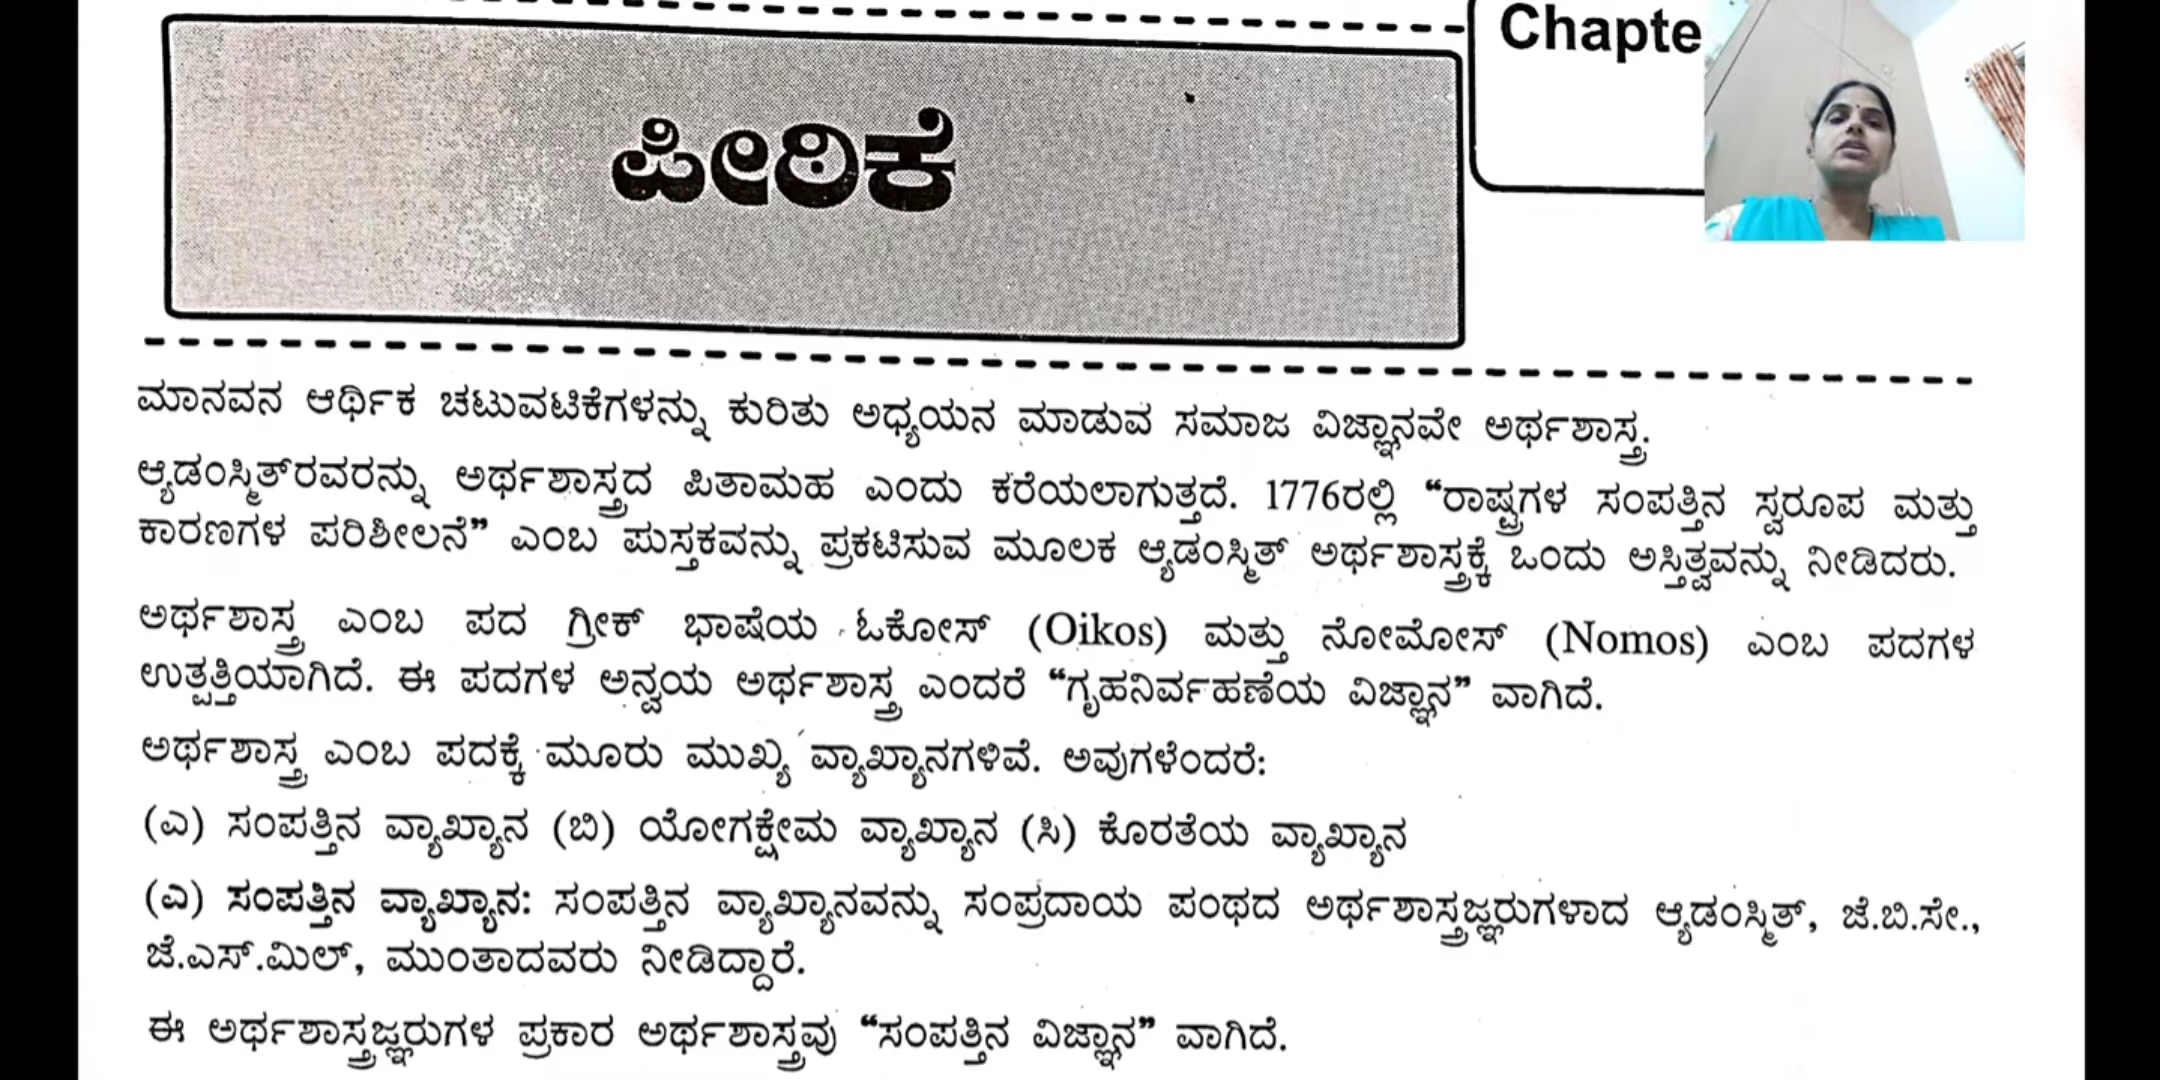 Chapte
ಪೀಠಿಕೆ
ಮಾನವನ ಆರ್ಥಿಕ ಚಟುವಟಿಕೆಗಳನ್ನು ಕುರಿತು ಅಧ್ಯಯನ ಮಾಡುವ ಸಮಾಜ ವಿಜ್ಞಾನವೇ ಅರ್ಥಶಾಸ್ತ್ರ.
ಆ್ಯಡಂಸ್ಮಿತ್‌ರವರನ್ನು ಅರ್ಥಶಾಸ್ತ್ರದ ಪಿತಾಮಹ ಎಂದು ಕರೆಯಲಾಗುತ್ತದೆ. 1776ರಲ್ಲಿ “ರಾಷ್ಟ್ರಗಳ ಸಂಪತ್ತಿನ ಸ್ವರೂಪ ಮತ್ತು
ಕಾರಣಗಳ ಪರಿಶೀಲನೆ” ಎಂಬ ಪುಸ್ತಕವನ್ನು ಪ್ರಕಟಿಸುವ ಮೂಲಕ ಆ್ಯಡಂಸ್ಮಿತ್ ಅರ್ಥಶಾಸ್ತ್ರಕ್ಕೆ ಒಂದು ಅಸ್ತಿತ್ವವನ್ನು ನೀಡಿದರು.
ಅರ್ಥಶಾಸ್ತ್ರ ಎಂಬ ಪದ ಗ್ರೀಕ್ ಭಾಷೆಯ ಓಕೋಸ್ (Oikos) ಮತ್ತು ನೋಮೋಸ್ (Nomos) ಎಂಬ ಪದಗಳ
ಉತ್ಪತ್ತಿಯಾಗಿದೆ. ಈ ಪದಗಳ ಅನ್ವಯ ಅರ್ಥಶಾಸ್ತ್ರ ಎಂದರೆ “ಗೃಹನಿರ್ವಹಣೆಯ ವಿಜ್ಞಾನ” ವಾಗಿದೆ.
ಅರ್ಥಶಾಸ್ತ್ರ ಎಂಬ ಪದಕ್ಕೆ ಮೂರು ಮುಖ್ಯ ವ್ಯಾಖ್ಯಾನಗಳಿವೆ. ಅವುಗಳೆಂದರೆ:
(ಎ) ಸಂಪತ್ತಿನ ವ್ಯಾಖ್ಯಾನ (ಬಿ) ಯೋಗಕ್ಷೇಮ ವ್ಯಾಖ್ಯಾನ (ಸಿ) ಕೊರತೆಯ ವ್ಯಾಖ್ಯಾನ
(ಎ) ಸಂಪತ್ತಿನ ವ್ಯಾಖ್ಯಾನ: ಸಂಪತ್ತಿನ ವ್ಯಾಖ್ಯಾನವನ್ನು ಸಂಪ್ರದಾಯ ಪಂಥದ ಅರ್ಥಶಾಸ್ತ್ರಜ್ಞರುಗಳಾದ ಆ್ಯಡಂಸ್ಮಿತ್, ಜೆ.ಬಿ.ಸೇ.,
ಜೆ.ಎಸ್.ಮಿಲ್, ಮುಂತಾದವರು ನೀಡಿದ್ದಾರೆ.
ಈ ಅರ್ಥಶಾಸ್ತ್ರಜ್ಞರುಗಳ ಪ್ರಕಾರ ಅರ್ಥಶಾಸ್ತ್ರವು “ಸಂಪತ್ತಿನ ವಿಜ್ಞಾನ” ವಾಗಿದೆ.